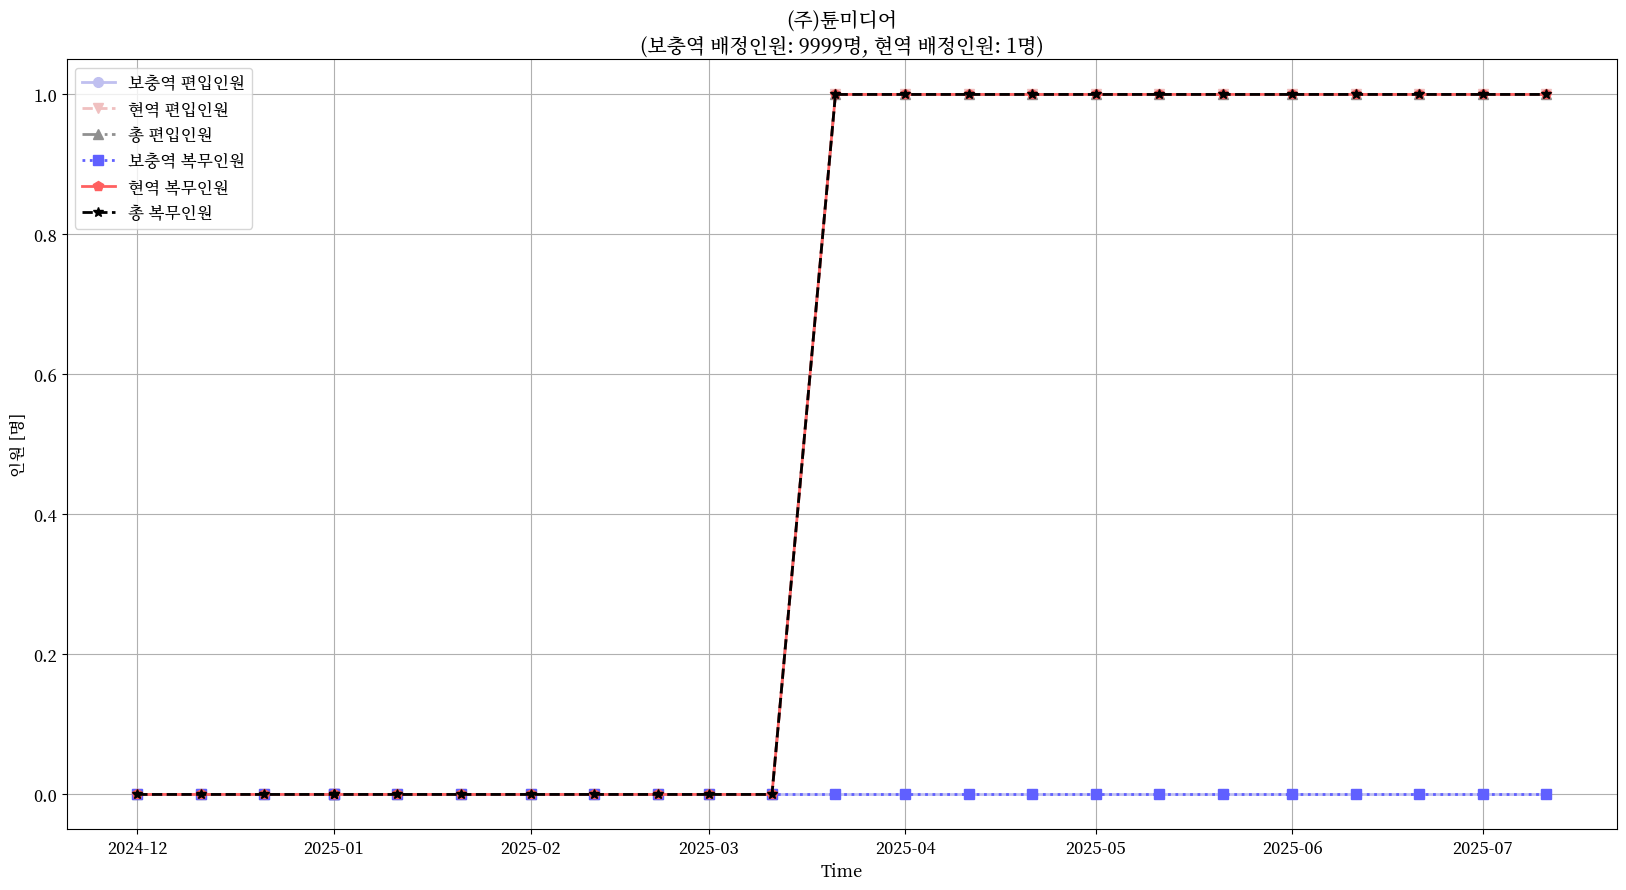 (주)튠미디어
(보충역 배정인원: 9999명, 현역 배정인원: 1명)
보충역 편입인원
현역 편입인원
총 편입인원
보충역 복무인원
현역 복무인원
총 복무인원
인원 [명]
1.0
0.8
0.6
0.4
0.2
0.0
2024-12
2025-01
2025-02
2025-03
2025-04
2025-05
2025-06
2025-07
Time